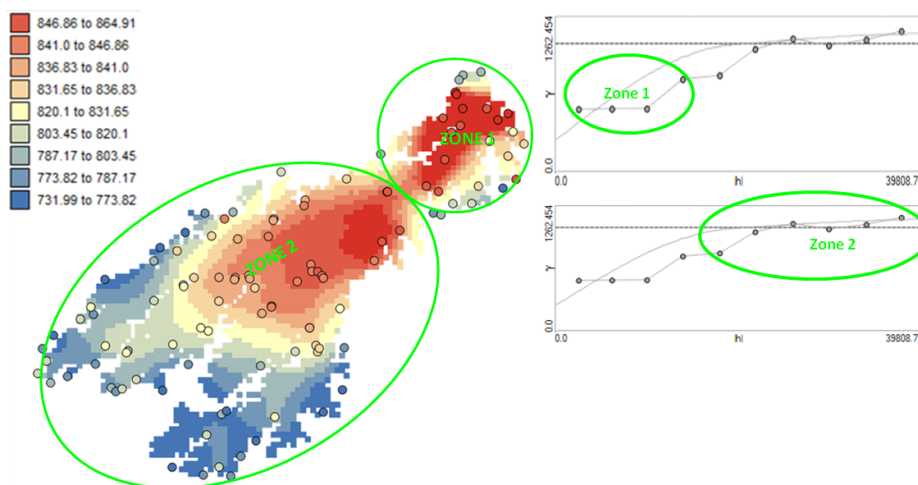 846.86 to 864.91
841.0 to 846.86
836.83 to 841.0
831.65 to 836.83
820.1 to 831.65
803.45 to 820.1
787.17 to 803.45
773.82 to 787.17
731.99 to 773.82
ZONE 1
ZONE 2
1262.454
γ
0.0
Zone 1
0.0
|h|
39808.7
1262.454
γ
0.0
Zone 2
0.0
|h|
39808.7